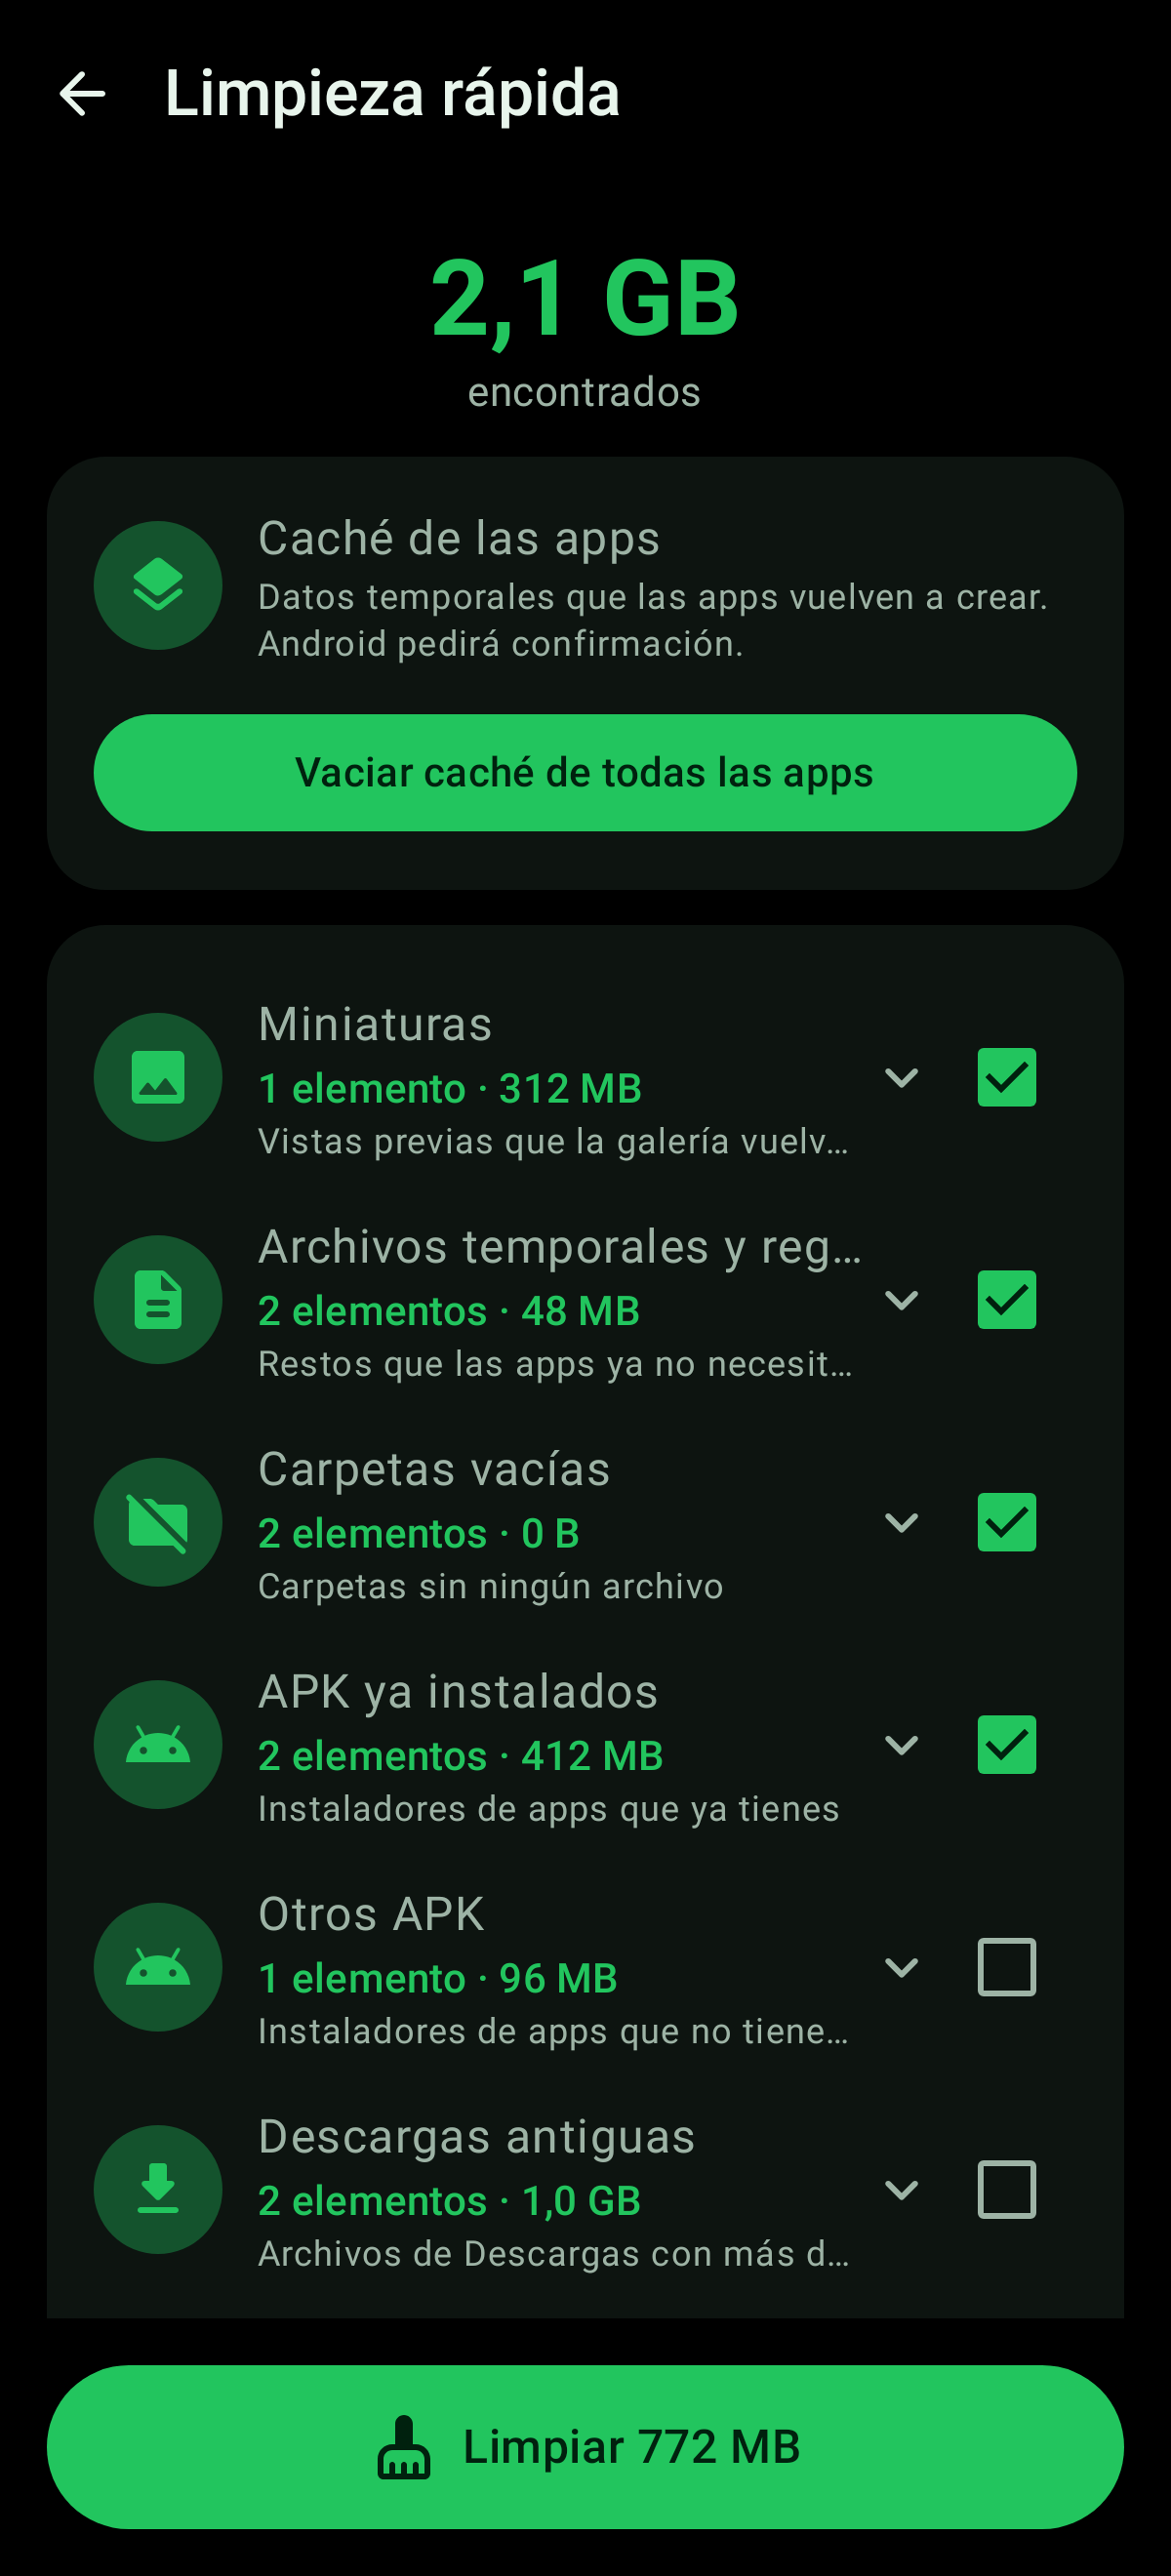 Limpieza rápida
2,1 GB
encontrados
Caché de las apps
Datos temporales que las apps vuelven a crear.
Android pedirá confirmación.
Vaciar caché de todas las apps
Miniaturas
1 elemento · 312 MB
Vistas previas que la galería vuelv…
Archivos temporales y reg…
2 elementos · 48 MB
Restos que las apps ya no necesit…
Carpetas vacías
2 elementos · 0 B
Carpetas sin ningún archivo
APK ya instalados
2 elementos · 412 MB
Instaladores de apps que ya tienes
Otros APK
1 elemento · 96 MB
Instaladores de apps que no tiene…
Descargas antiguas
2 elementos · 1,0 GB
Archivos de Descargas con más d…
Limpiar 772 MB